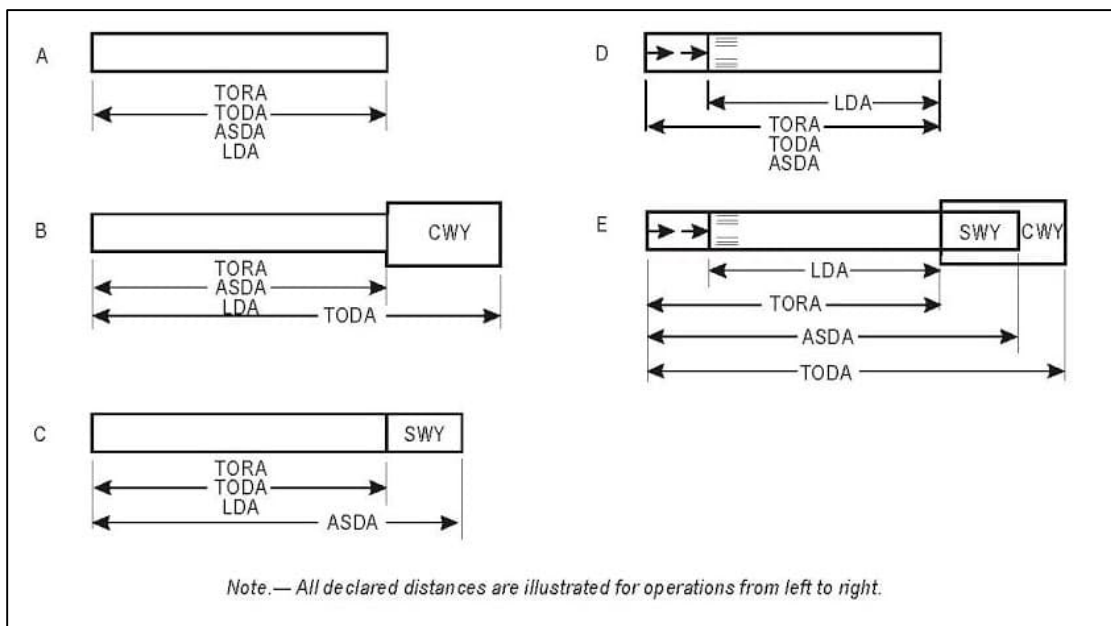 A
TORA
TODA
ASDA
LDA
B
CWY
TORA
ASDA
LDA
TODA
C
SWY
TORA
TODA
LDA
ASDA
D
LDA
TORA
TODA
ASDA
E
SWY CWY
LDA
TORA
ASDA
TODA
Note.— All declared distances are illustrated for operations from left to right.